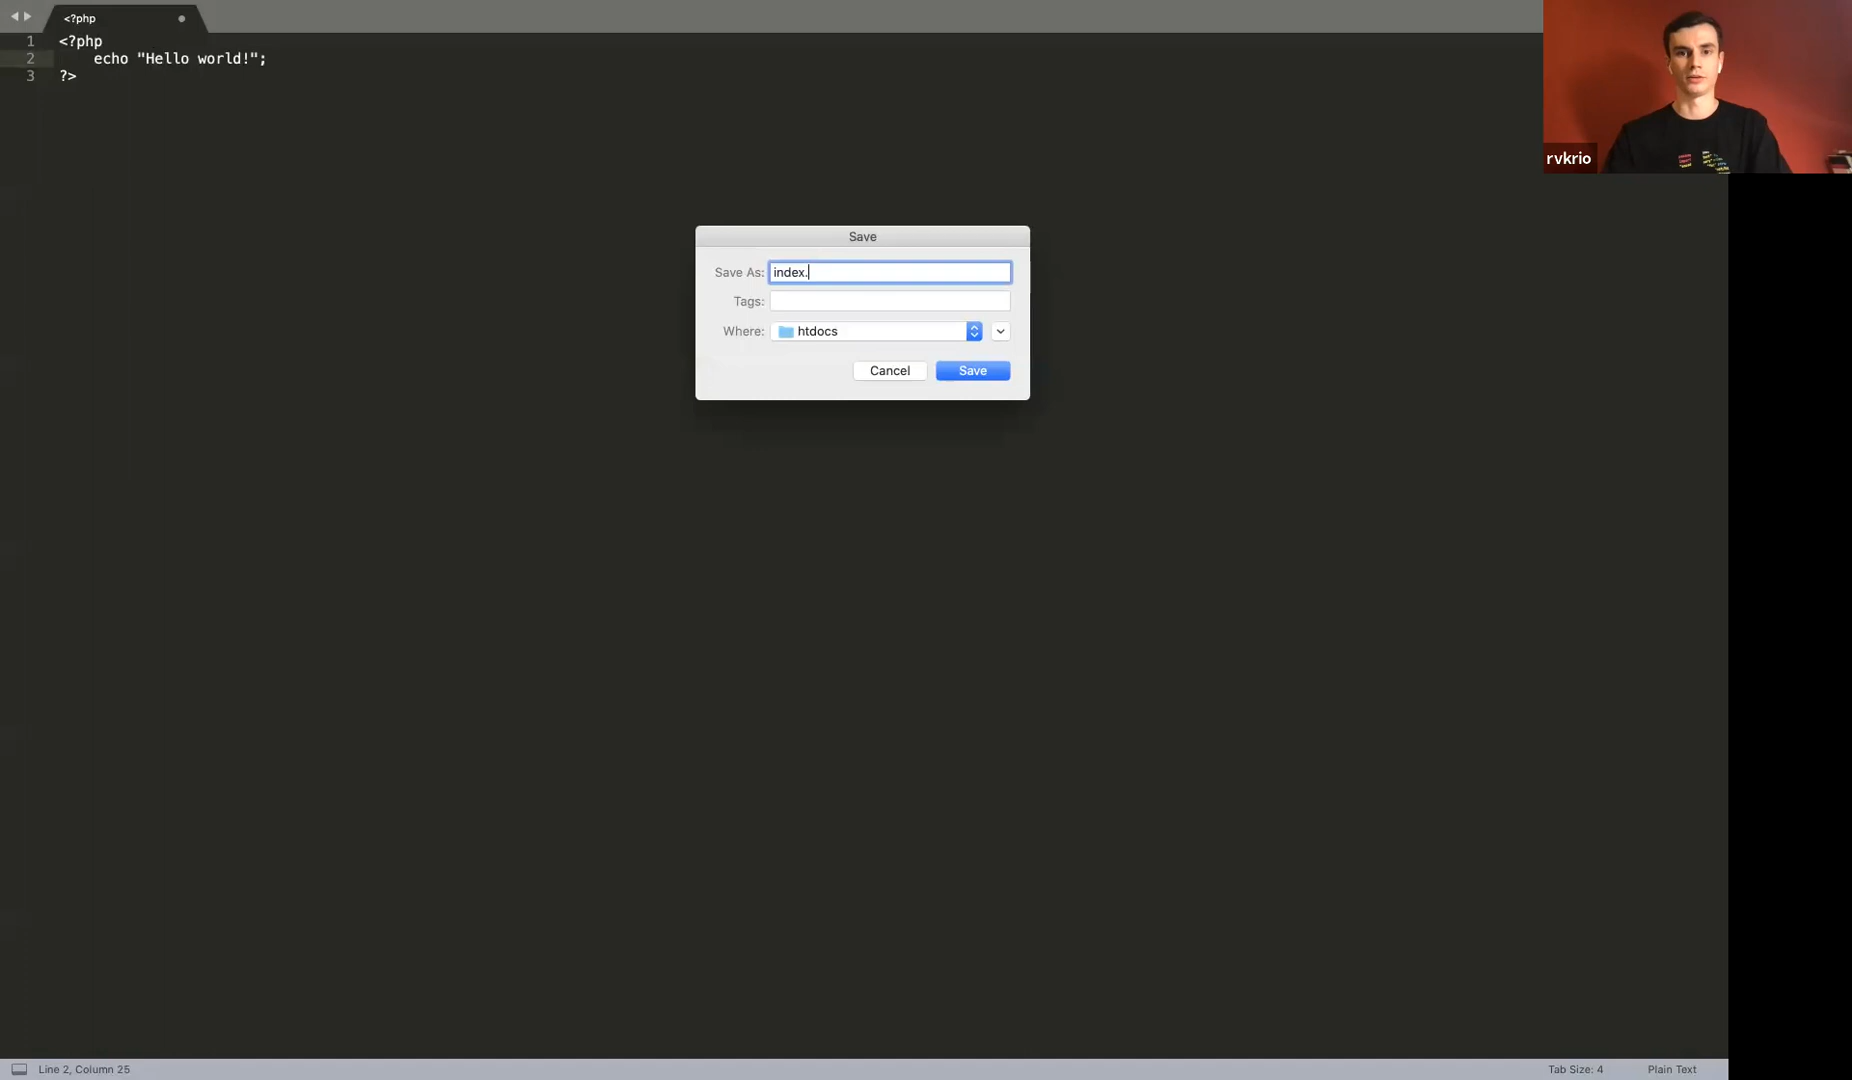 <?php
1 <?php
2 echo "Hello world!";
3 ?>
rvkrio
Save
Save As: index.
Tags:
Where: htdocs
Cancel Save
Line 2, Column 25 Tab Size: 4 Plain Text